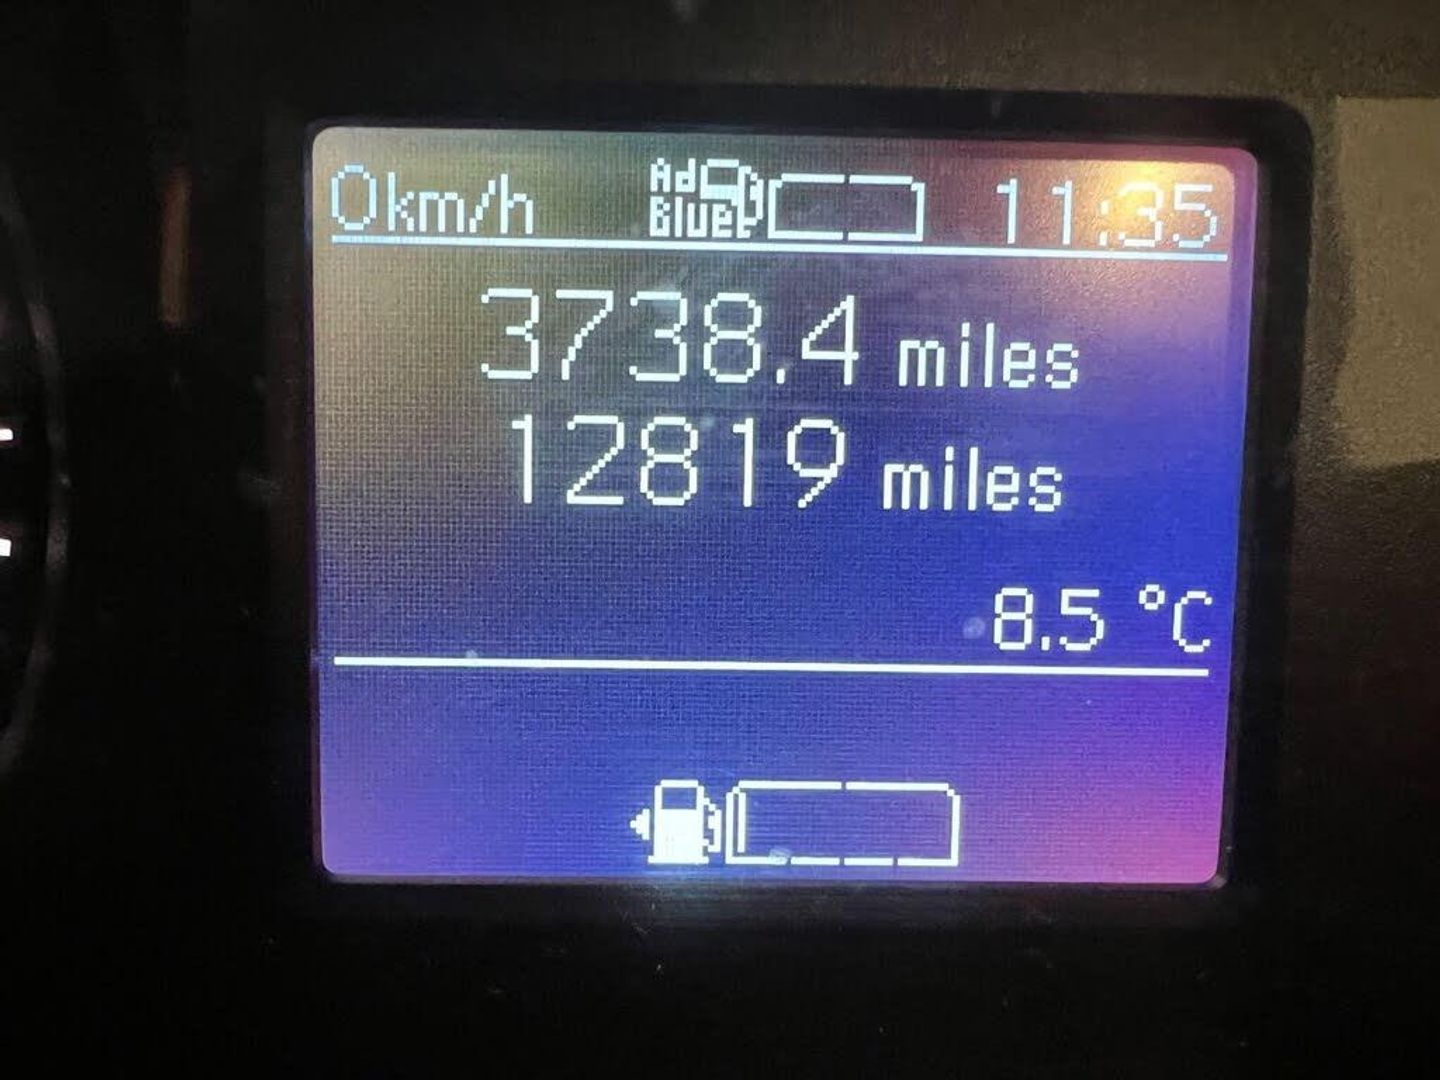 0km/h Ad Blue 11:35
3738.4 miles
12819 miles
8.5 °C